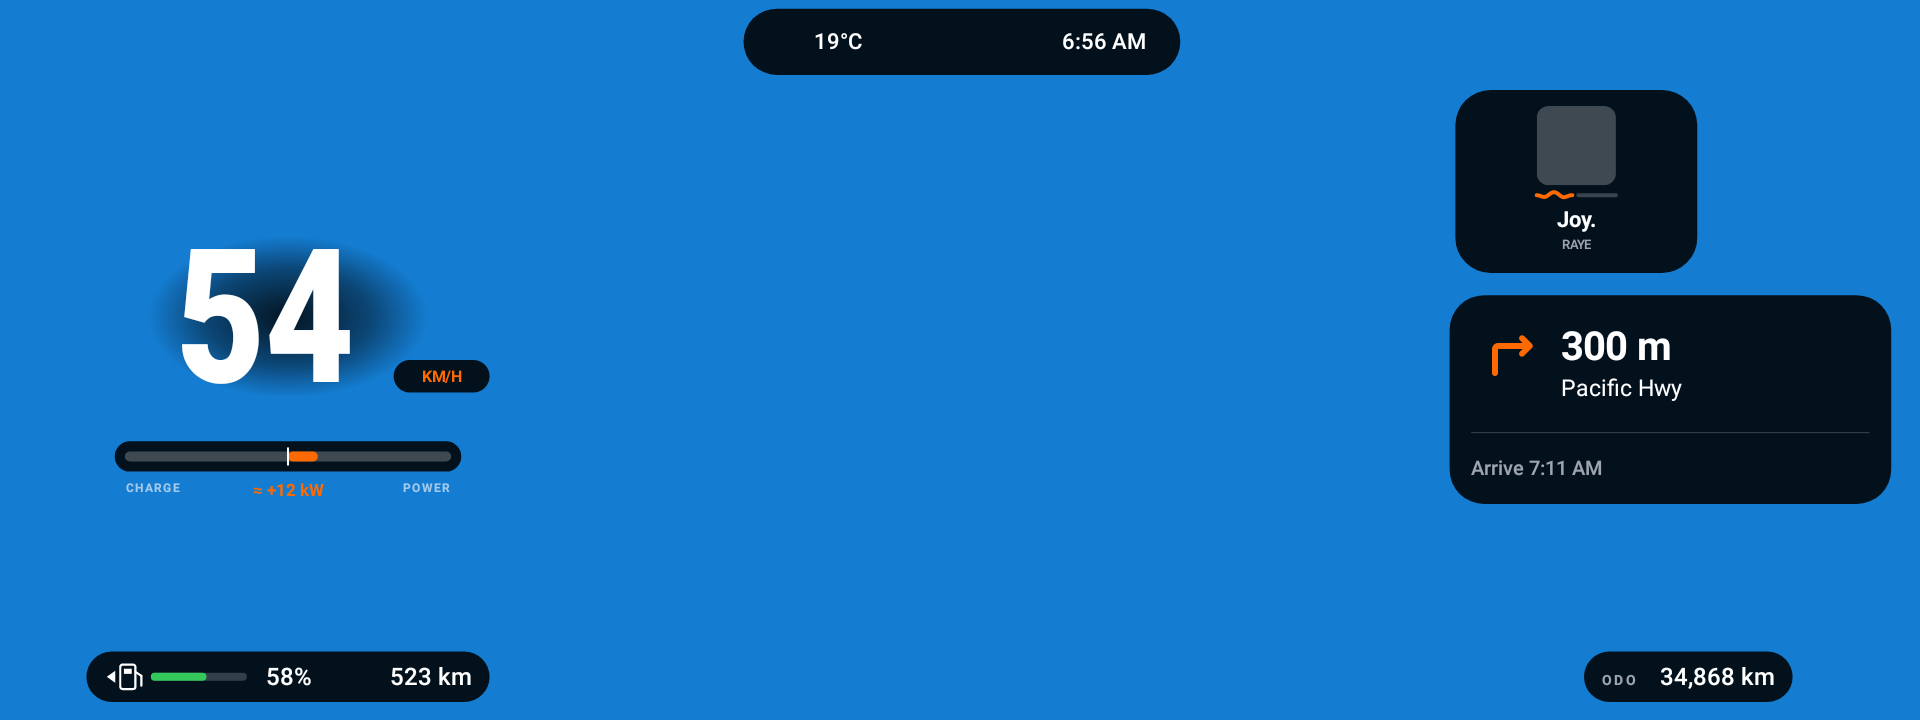 19°C
6:56 AM
Joy.
RAYE
54
KM/H
300 m
Pacific Hwy
Arrive 7:11 AM
CHARGE
≈ +12 kW
POWER
58%
523 km
ODO
34,868 km